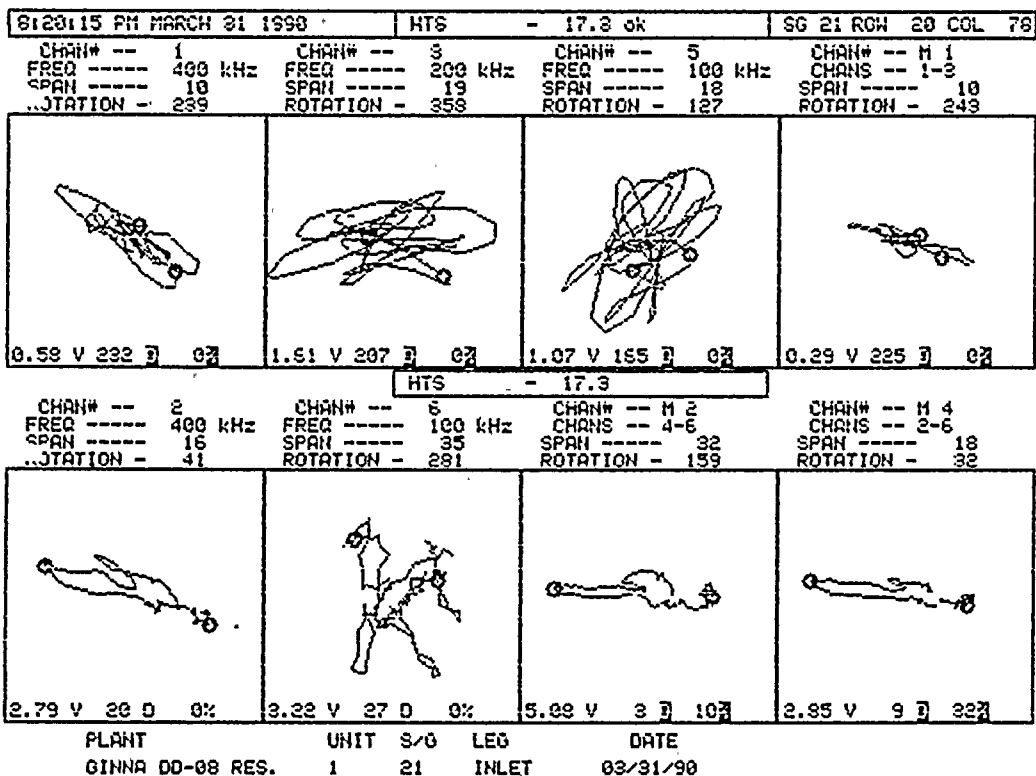 8:20:15 PM MARCH 31 1990 HTS - 17.3 ok SG 21 ROW 20 COL 78
CHAN# -- 1 CHAN# -- 3 CHAN# -- 5 CHAN# -- M 1
FREQ ----- 400 kHz FREQ ----- 200 kHz FREQ ----- 100 kHz CHANS -- 1-3
SPAN ----- 10 SPAN ----- 19 SPAN ----- 18 SPAN ----- 10
..OTATION - 239 ROTATION - 358 ROTATION - 127 ROTATION - 243
0.58 V 232 D 0% 1.61 V 207 D 0% 1.07 V 165 D 0% 0.29 V 225 D 0%
HTS - 17.3
CHAN# -- 2 CHAN# -- 6 CHAN# -- M 2 CHAN# -- M 4
FREQ ----- 400 kHz FREQ ----- 100 kHz CHANS -- 4-6 CHANS -- 2-6
SPAN ----- 16 SPAN ----- 35 SPAN ----- 32 SPAN ----- 18
..OTATION - 41 ROTATION - 281 ROTATION - 159 ROTATION - 32
2.79 V 20 D 0% 3.22 V 27 D 0% 5.08 V 3 D 10% 2.85 V 9 D 32%
PLANT UNIT S/G LEG DATE
GINNA DD-08 RES. 1 21 INLET 03/31/90